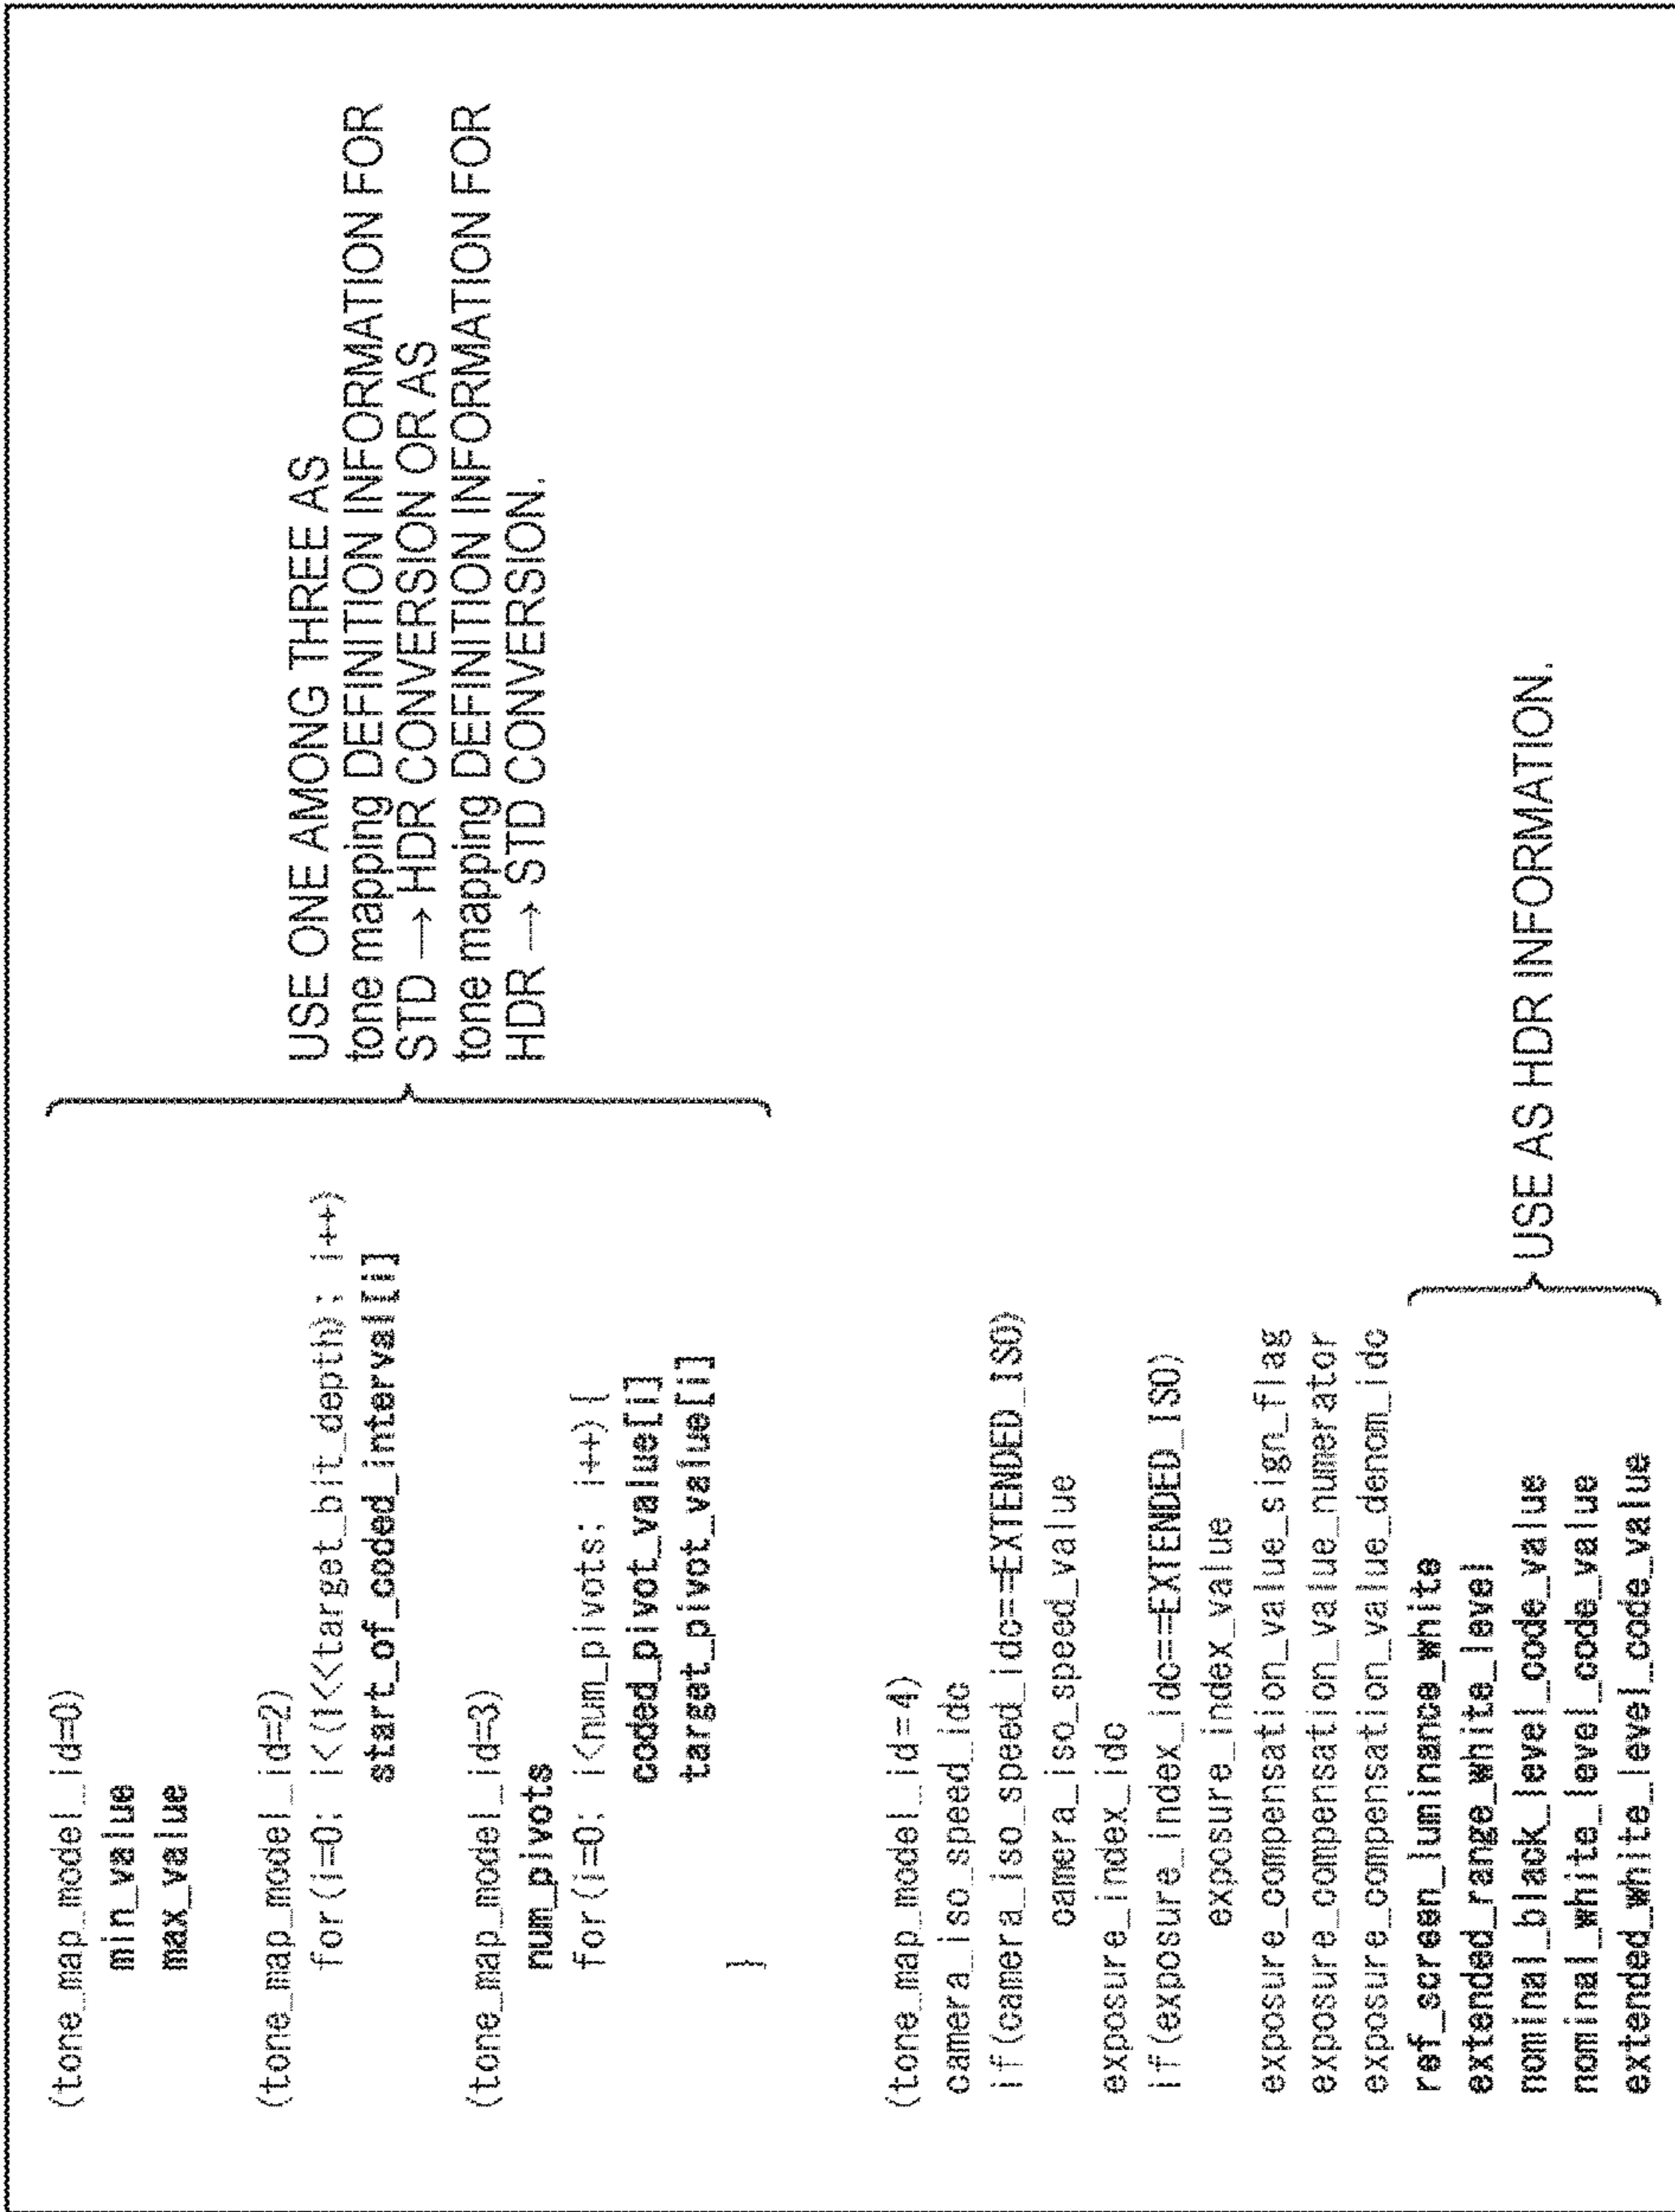 (tone_map_model_id=0)
min_value
max_value
(tone_map_model_id=2)
for(i=0; i<(1<<target_bit_depth); i++)
start_of_coded_interval[i]
(tone_map_model_id=3)
num_pivots
for(i=0; i<num_pivots; i++){
coded_pivot_value[i]
target_pivot_value[i]
}
USE ONE AMONG THREE AS
tone mapping DEFINITION INFORMATION FOR
STD → HDR CONVERSION OR AS
tone mapping DEFINITION INFORMATION FOR
HDR → STD CONVERSION.
(tone_map_model_id=4)
camera_iso_speed_idc
if(camera_iso_speed_idc==EXTENDED_ISO)
camera_iso_speed_value
exposure_index_idc
if(exposure_index_idc==EXTENDED_ISO)
exposure_index_value
exposure_compensation_value_sign_flag
exposure_compensation_value_numerator
exposure_compensation_value_denom_idc
ref_screen_luminance_white
extended_range_white_level
nominal_black_level_code_value
nominal_white_level_code_value
extended_white_level_code_value
USE AS HDR INFORMATION.